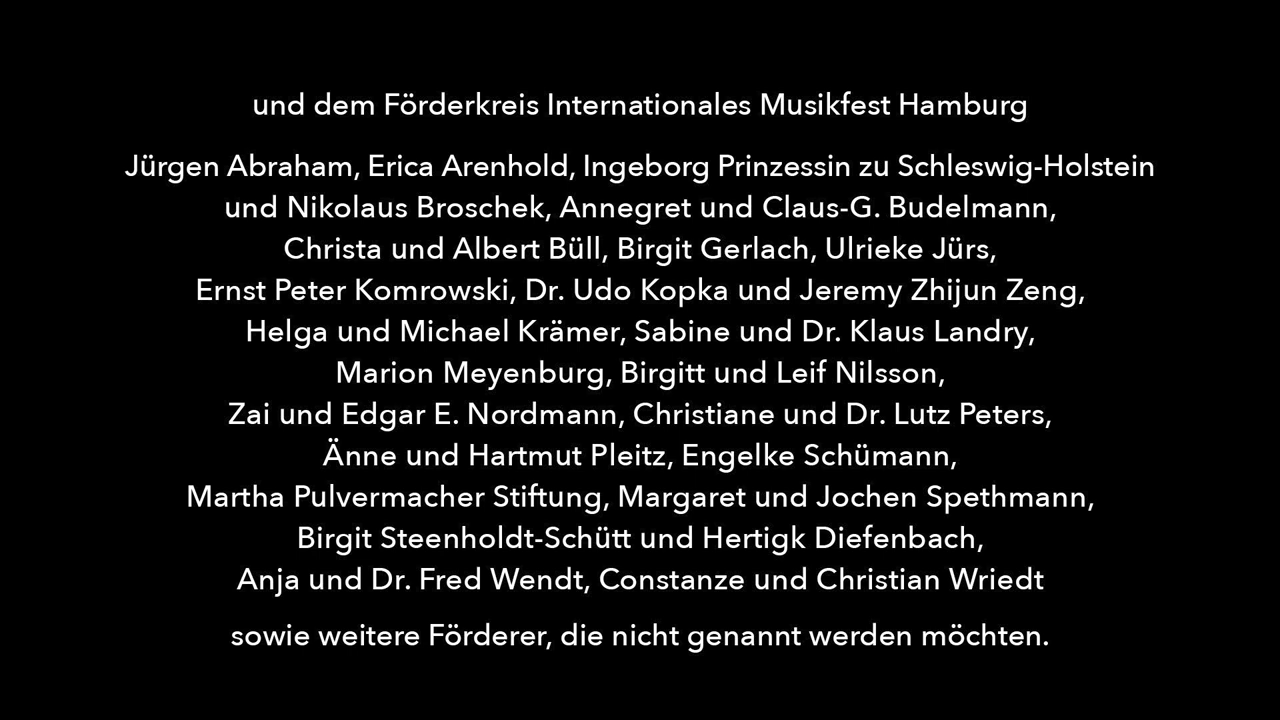 und dem Förderkreis Internationales Musikfest Hamburg
Jürgen Abraham, Erica Arenhold, Ingeborg Prinzessin zu Schleswig-Holstein
und Nikolaus Broschek, Annegret und Claus-G. Budelmann,
Christa und Albert Büll, Birgit Gerlach, Ulrieke Jürs,
Ernst Peter Komrowski, Dr. Udo Kopka und Jeremy Zhijun Zeng,
Helga und Michael Krämer, Sabine und Dr. Klaus Landry,
Marion Meyenburg, Birgitt und Leif Nilsson,
Zai und Edgar E. Nordmann, Christiane und Dr. Lutz Peters,
Änne und Hartmut Pleitz, Engelke Schümann,
Martha Pulvermacher Stiftung, Margaret und Jochen Spethmann,
Birgit Steenholdt-Schütt und Hertigk Diefenbach,
Anja und Dr. Fred Wendt, Constanze und Christian Wriedt
sowie weitere Förderer, die nicht genannt werden möchten.